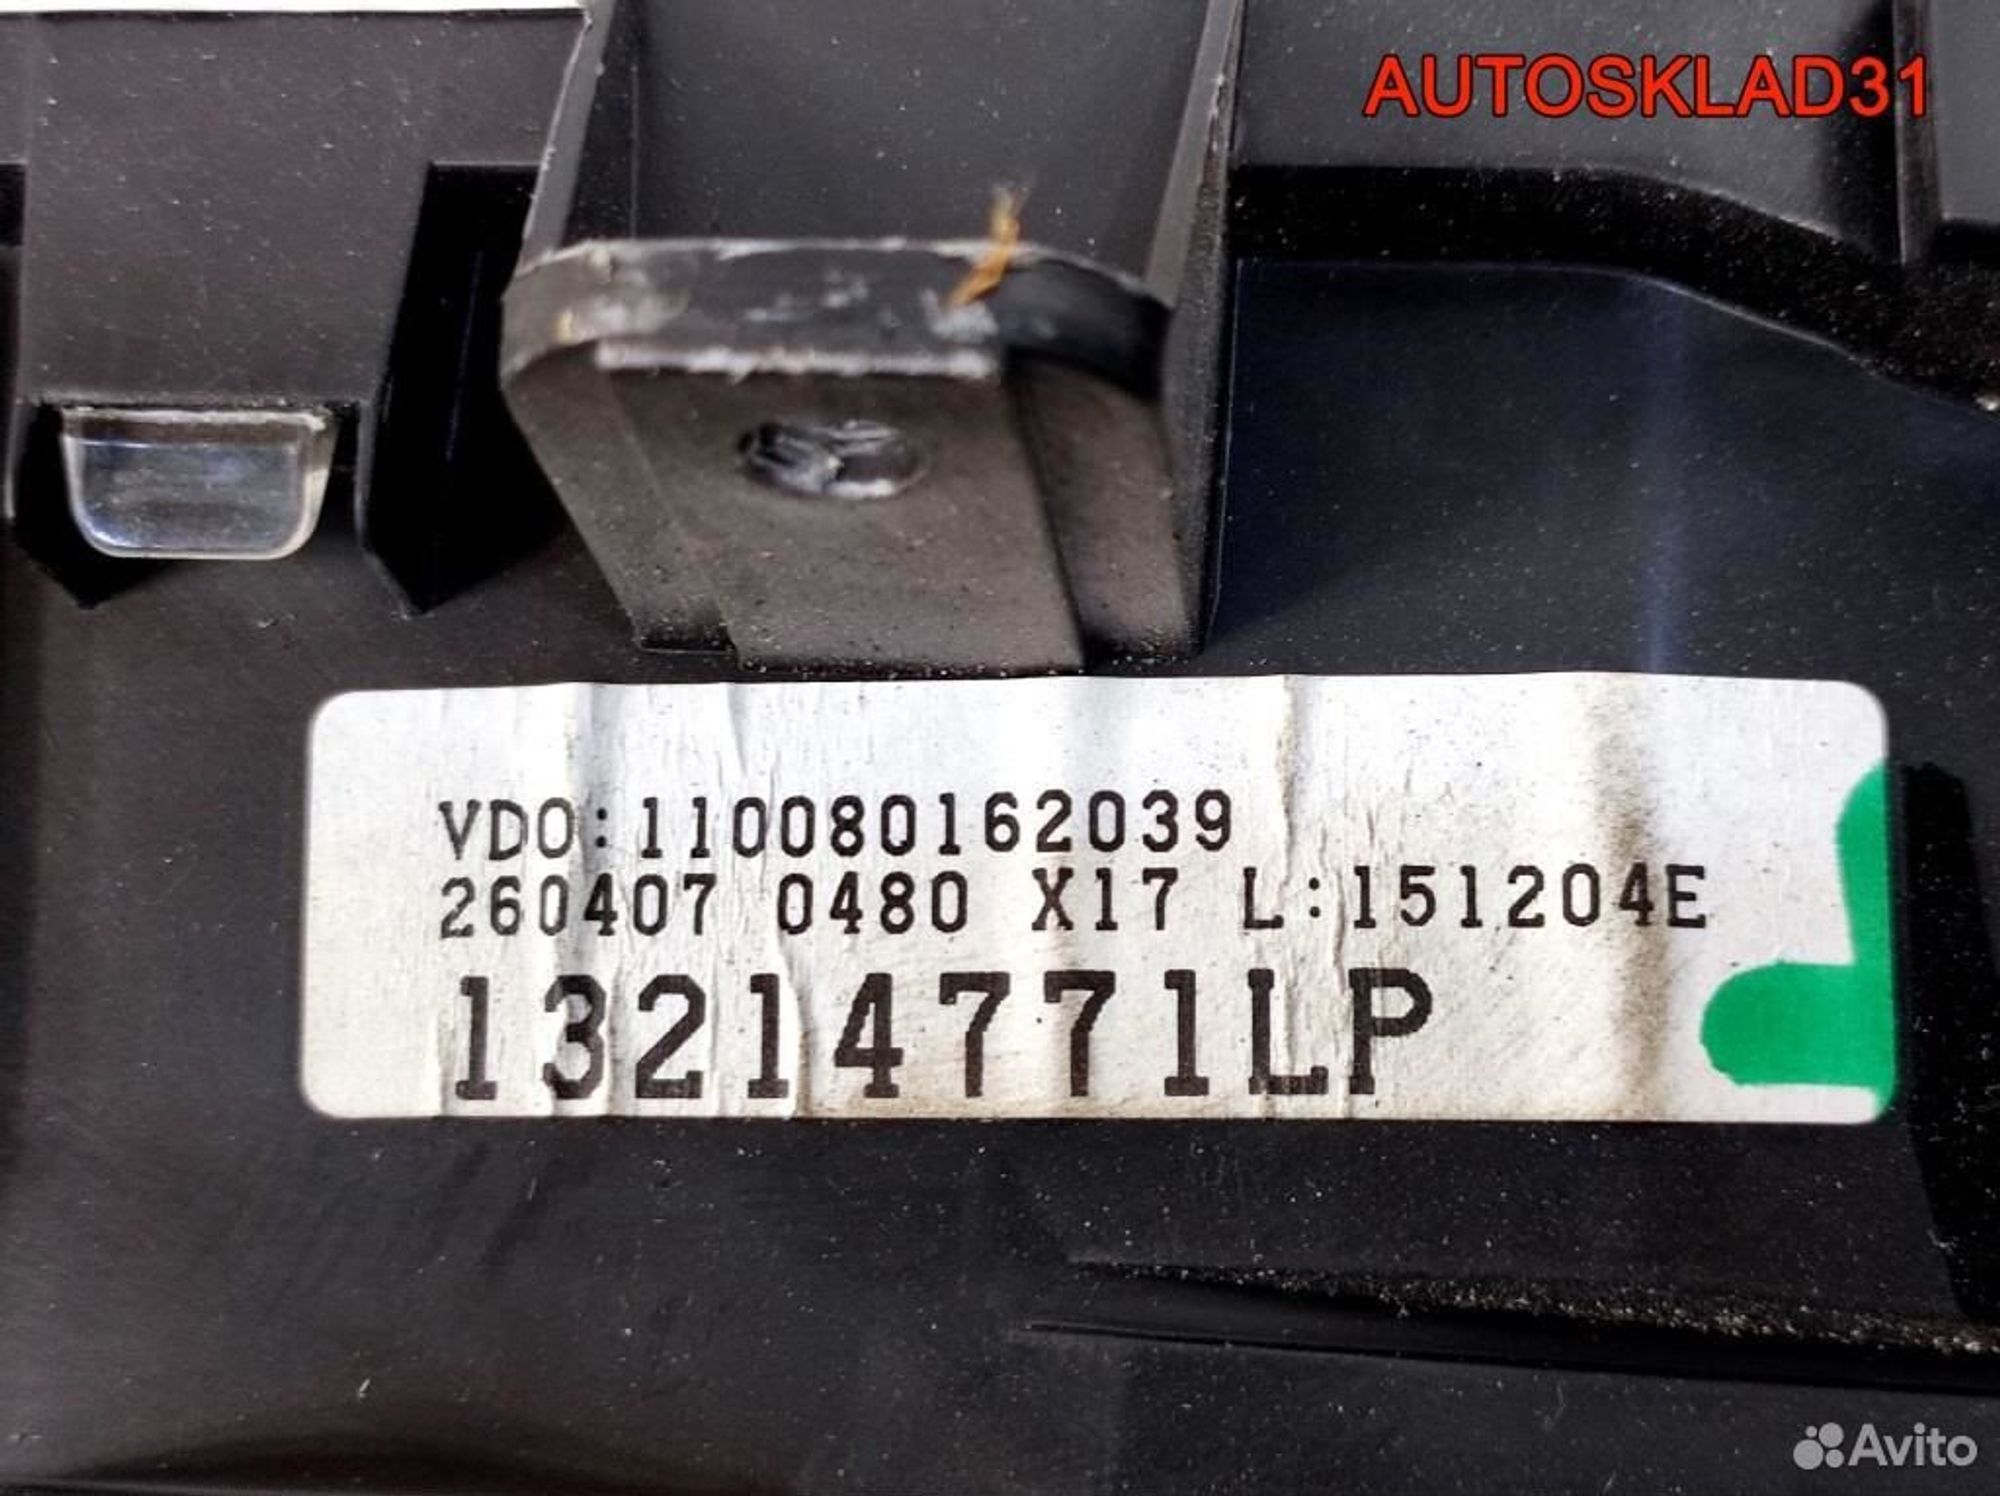 AUTOSKLAD31
VDO:110080162039
260407 0480 X17 L:151204E
13214771LP
Avito